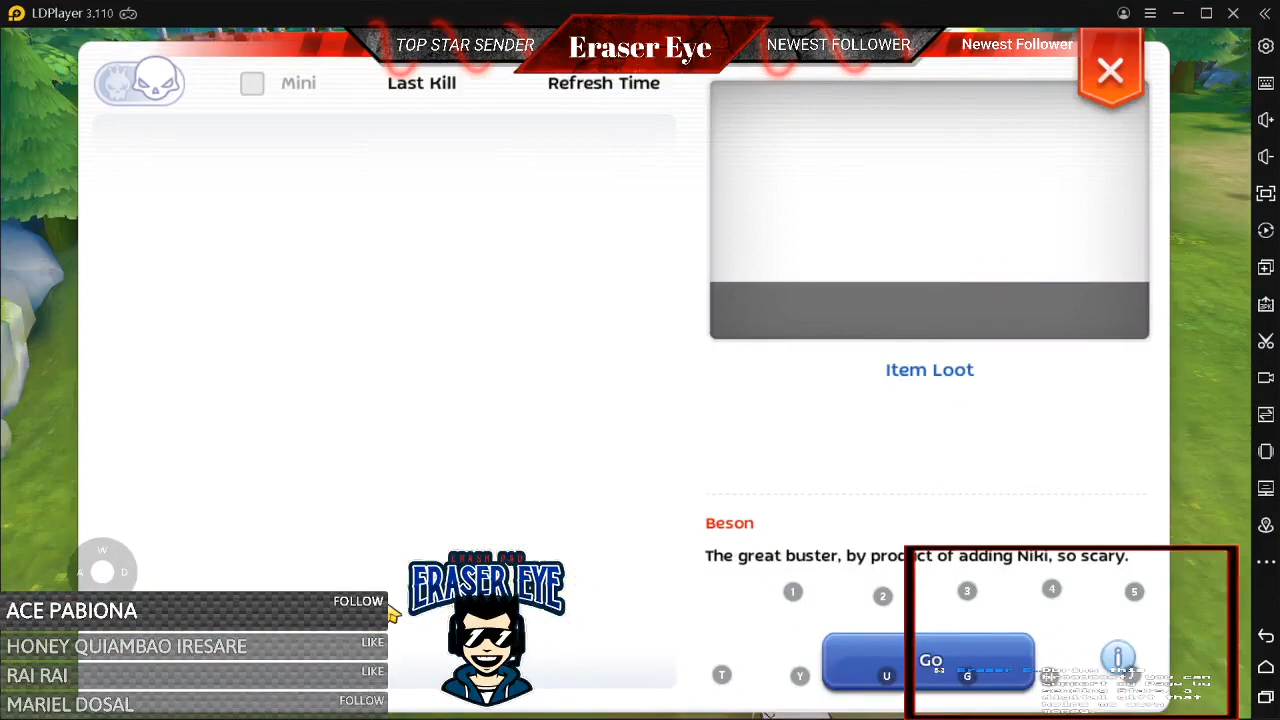 LDPlayer 3.110
TOP STAR SENDER
Eraser Eye
NEWEST FOLLOWER
Newest Follower
Mini
Last Kill
Refresh Time
Item Loot
Beson
The great buster, by product of adding Niki, so scary.
W
A
D
1
2
3
4
5
ERASER EYE
ACE PABIONA FOLLOW
HONEY QUIAMBAO IRESARE LIKE
RAI RAI LIKE
MARIEL DOSAL FOLLOW
Go
T
Y
U
G
J
i